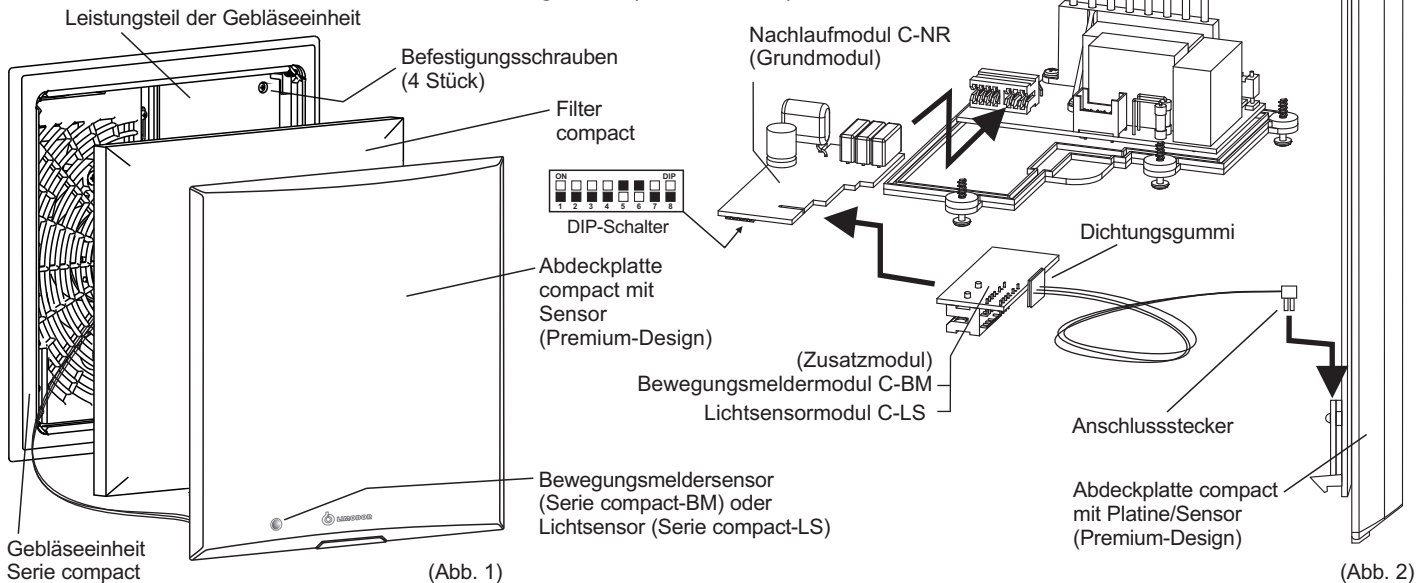 Leistungsteil der Gebläseeinheit
Befestigungsschrauben
(4 Stück)
Filter
compact
ON DIP
1 2 3 4 5 6 7 8
DIP-Schalter
Abdeckplatte
compact mit
Sensor
(Premium-Design)
Bewegungsmeldersensor
(Serie compact-BM) oder
Lichtsensor (Serie compact-LS)
LIMODOR
Gebläseeinheit
Serie compact
(Abb. 1)
Nachlaufmodul C-NR
(Grundmodul)
Dichtungsgummi
(Zusatzmodul)
Bewegungsmeldermodul C-BM
Lichtsensormodul C-LS
Anschlussstecker
Abdeckplatte compact
mit Platine/Sensor
(Premium-Design)
(Abb. 2)